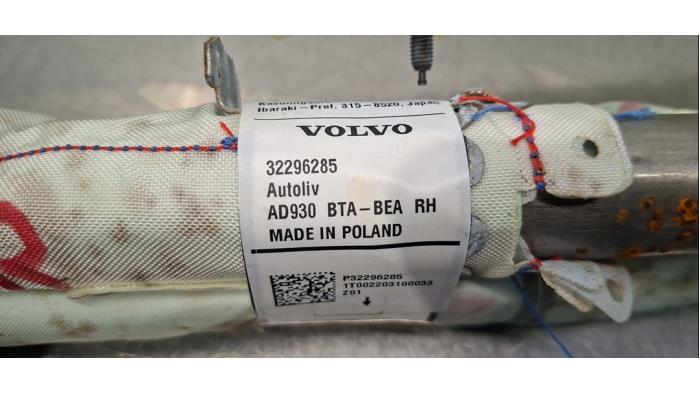 Ibaraki-Pref. 315-8520, Japan
VOLVO
32296285
Autoliv
AD930 BTA-BEA RH
MADE IN POLAND
P32296285
1T002203100033
Z01